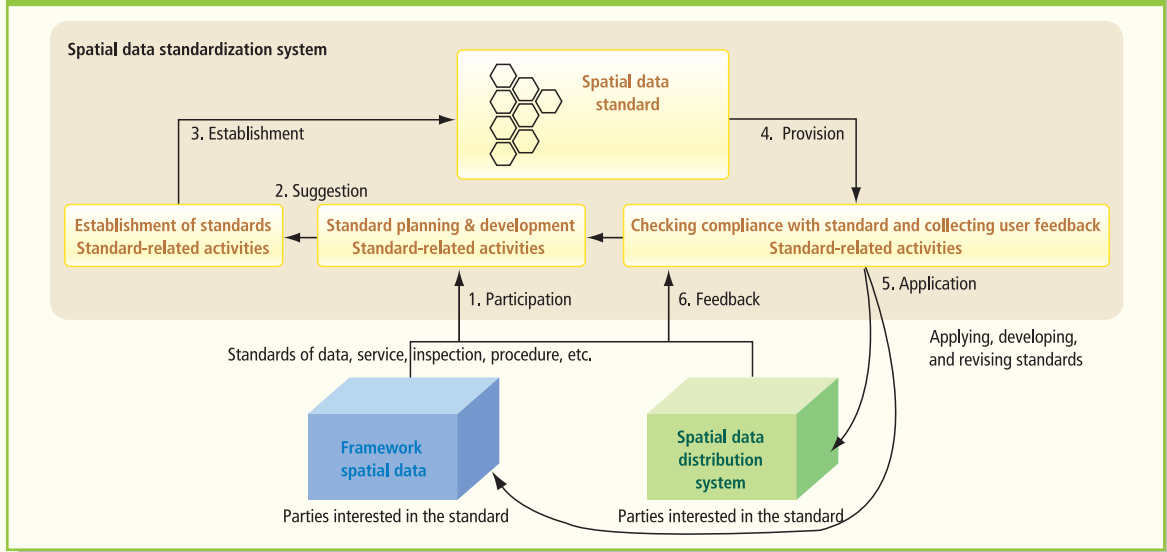 Spatial data standardization system
Spatial data
standard
3. Establishment
4. Provision
2. Suggestion
Establishment of standards
Standard-related activities
Standard planning & development
Standard-related activities
Checking compliance with standard and collecting user feedback
Standard-related activities
1. Participation
6. Feedback
5. Application
Applying, developing,
and revising standards
Standards of data, service, inspection, procedure, etc.
Framework
spatial data
Spatial data
distribution
system
Parties interested in the standard
Parties interested in the standard